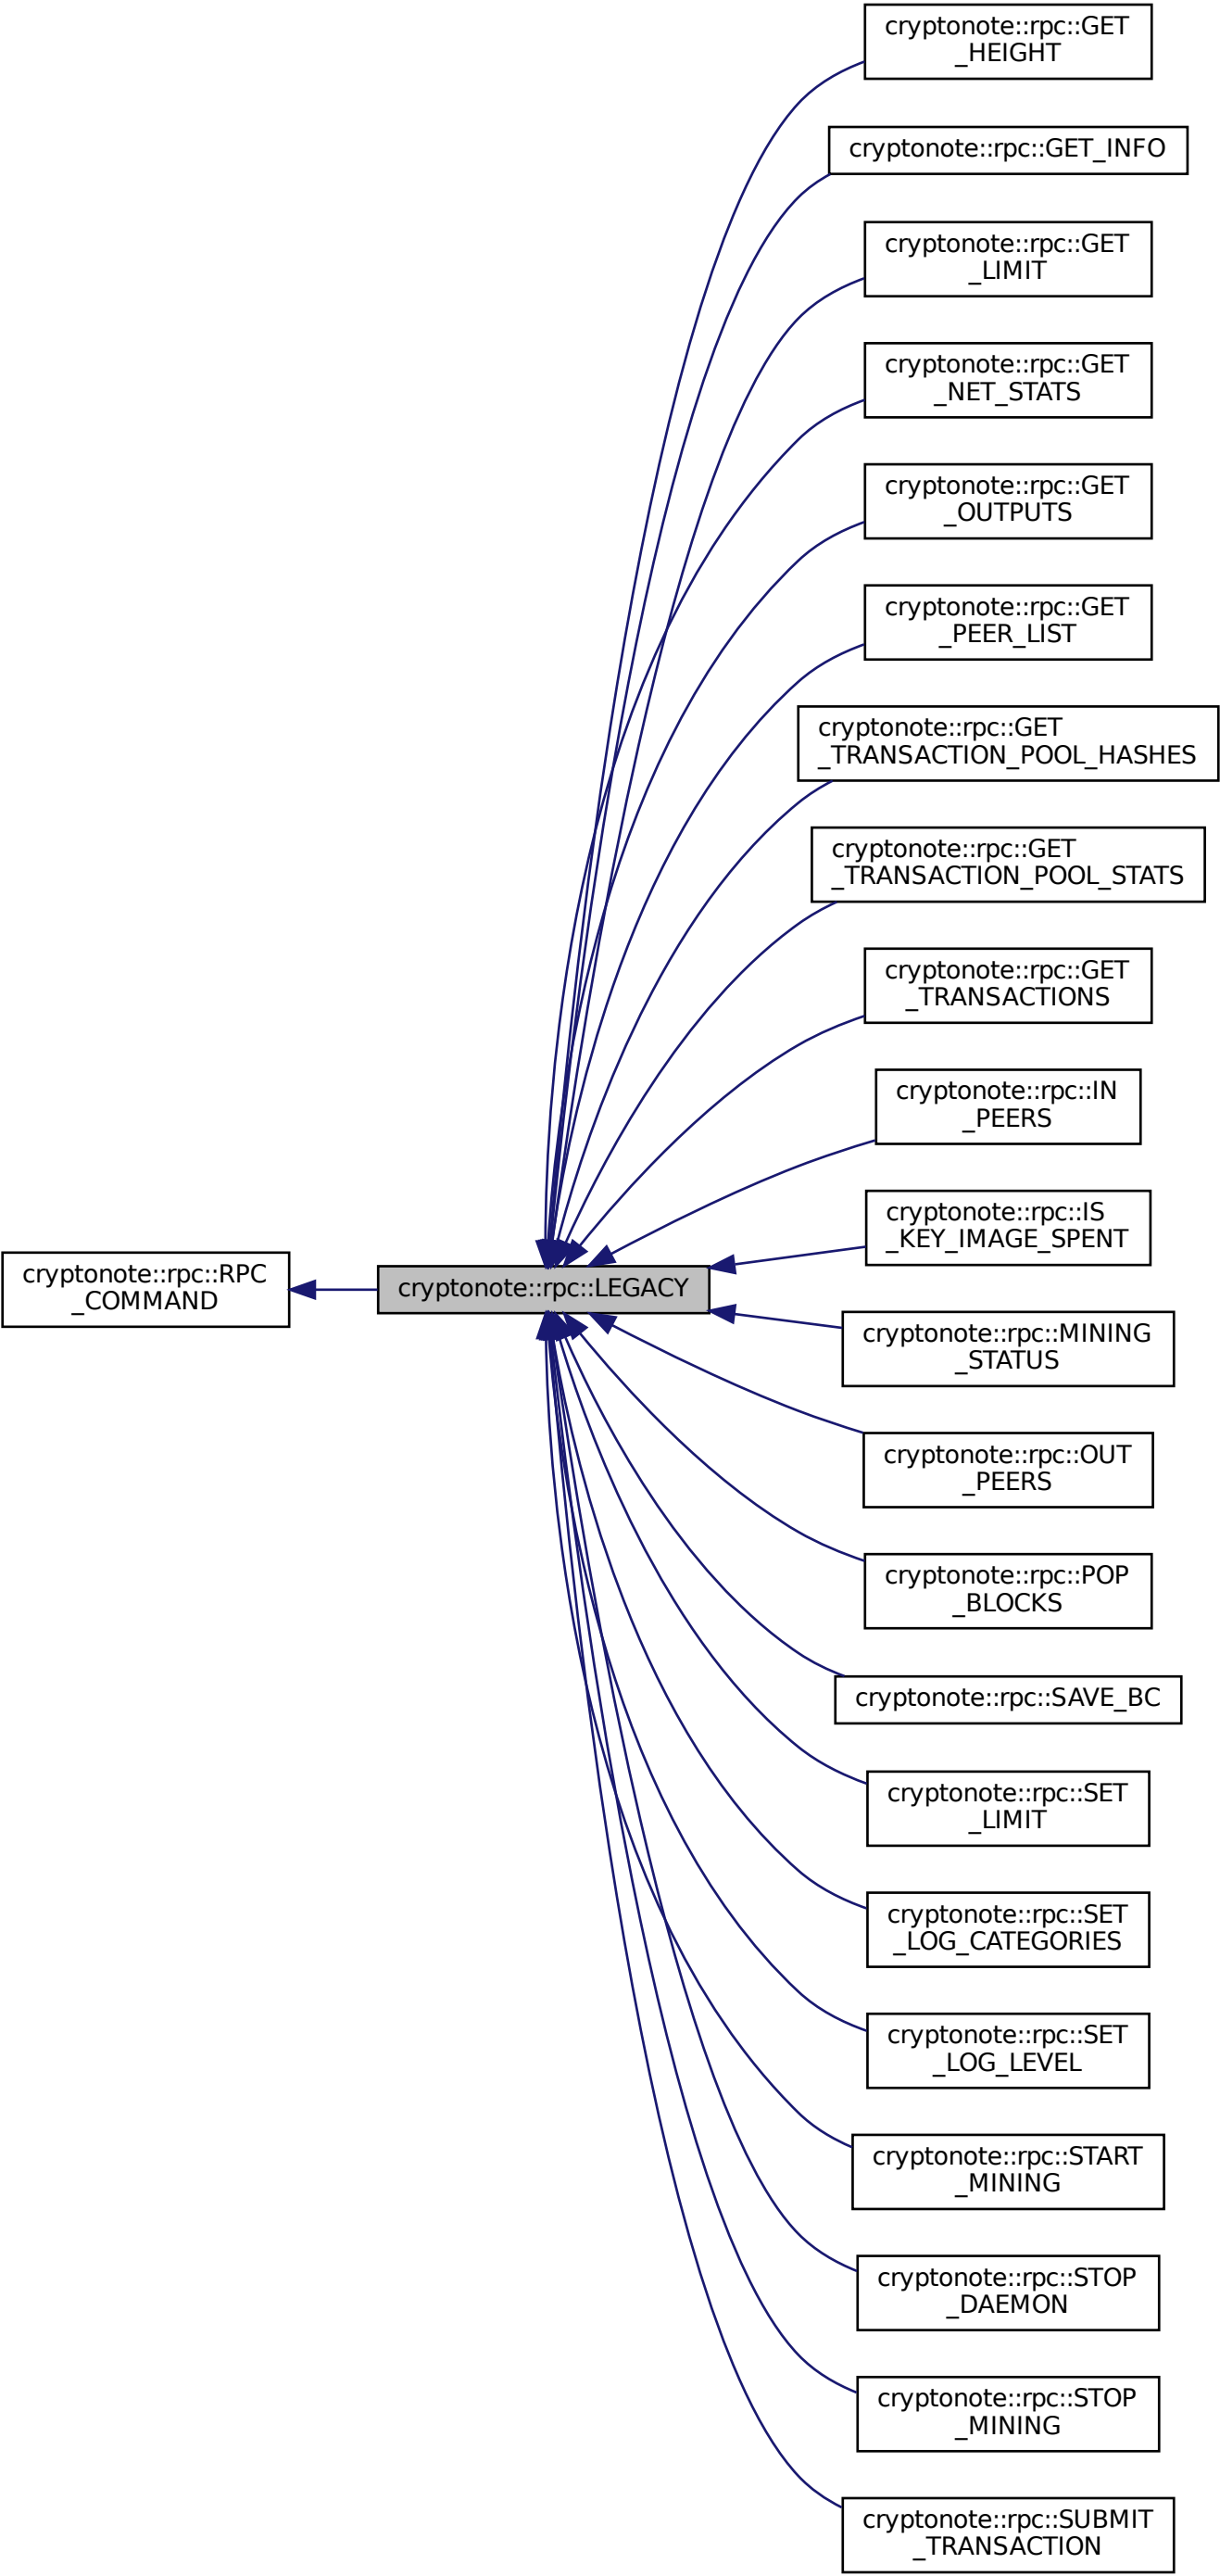 cryptonote::rpc::GET
_HEIGHT
cryptonote::rpc::GET_INFO
cryptonote::rpc::GET
_LIMIT
cryptonote::rpc::GET
_NET_STATS
cryptonote::rpc::GET
_OUTPUTS
cryptonote::rpc::GET
_PEER_LIST
cryptonote::rpc::GET
_TRANSACTION_POOL_HASHES
cryptonote::rpc::GET
_TRANSACTION_POOL_STATS
cryptonote::rpc::GET
_TRANSACTIONS
cryptonote::rpc::IN
_PEERS
cryptonote::rpc::IS
_KEY_IMAGE_SPENT
cryptonote::rpc::RPC
_COMMAND
cryptonote::rpc::LEGACY
cryptonote::rpc::MINING
_STATUS
cryptonote::rpc::OUT
_PEERS
cryptonote::rpc::POP
_BLOCKS
cryptonote::rpc::SAVE_BC
cryptonote::rpc::SET
_LIMIT
cryptonote::rpc::SET
_LOG_CATEGORIES
cryptonote::rpc::SET
_LOG_LEVEL
cryptonote::rpc::START
_MINING
cryptonote::rpc::STOP
_DAEMON
cryptonote::rpc::STOP
_MINING
cryptonote::rpc::SUBMIT
_TRANSACTION